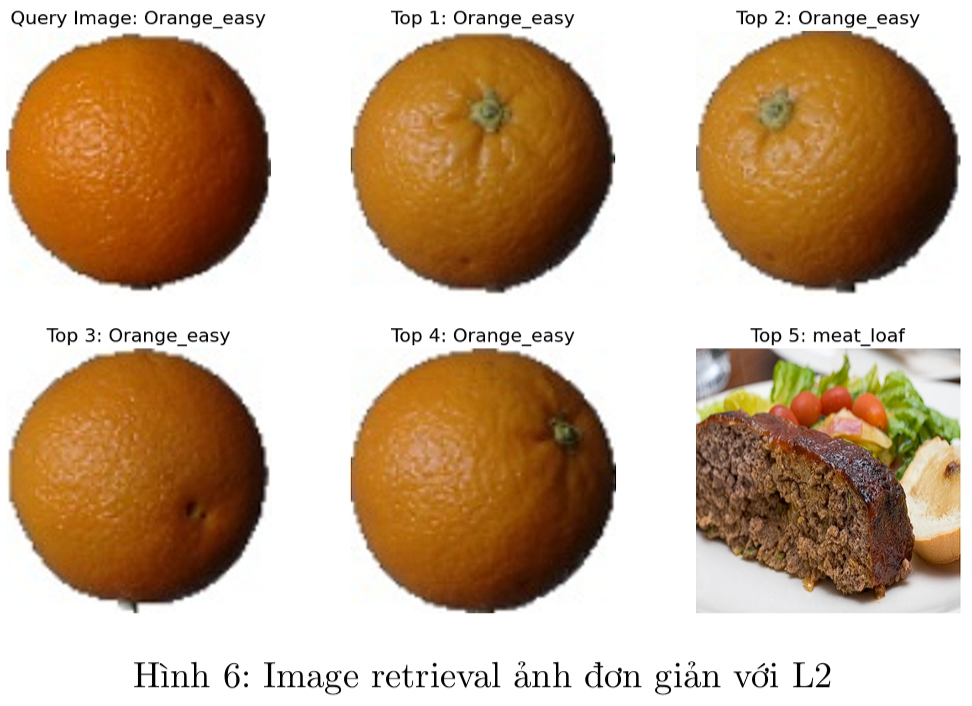 Query Image: Orange_easy
Top 1: Orange_easy
Top 2: Orange_easy
Top 3: Orange_easy
Top 4: Orange_easy
Top 5: meat_loaf
Hình 6: Image retrieval ảnh đơn giản với L2